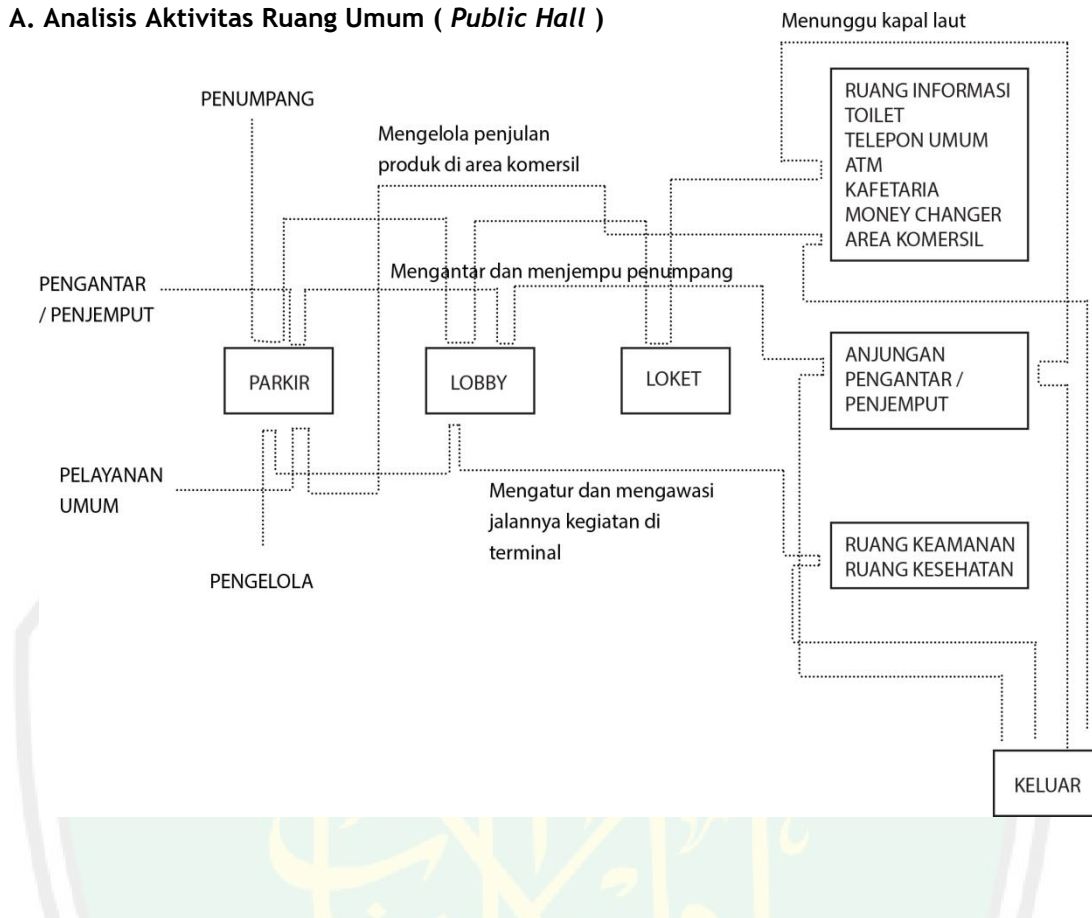 A. Analisis Aktivitas Ruang Umum ( Public Hall )
Menunggu kapal laut
PENUMPANG
Mengelola penjulan
produk di area komersil
RUANG INFORMASI
TOILET
TELEPON UMUM
ATM
KAFETARIA
MONEY CHANGER
AREA KOMERSIL
PENGANTAR
/ PENJEMPUT
Mengantar dan menjempu penumpang
PARKIR
LOBBY
LOKET
ANJUNGAN
PENGANTAR /
PENJEMPUT
PELAYANAN
UMUM
Mengatur dan mengawasi
jalannya kegiatan di
terminal
PENGELOLA
RUANG KEAMANAN
RUANG KESEHATAN
KELUAR